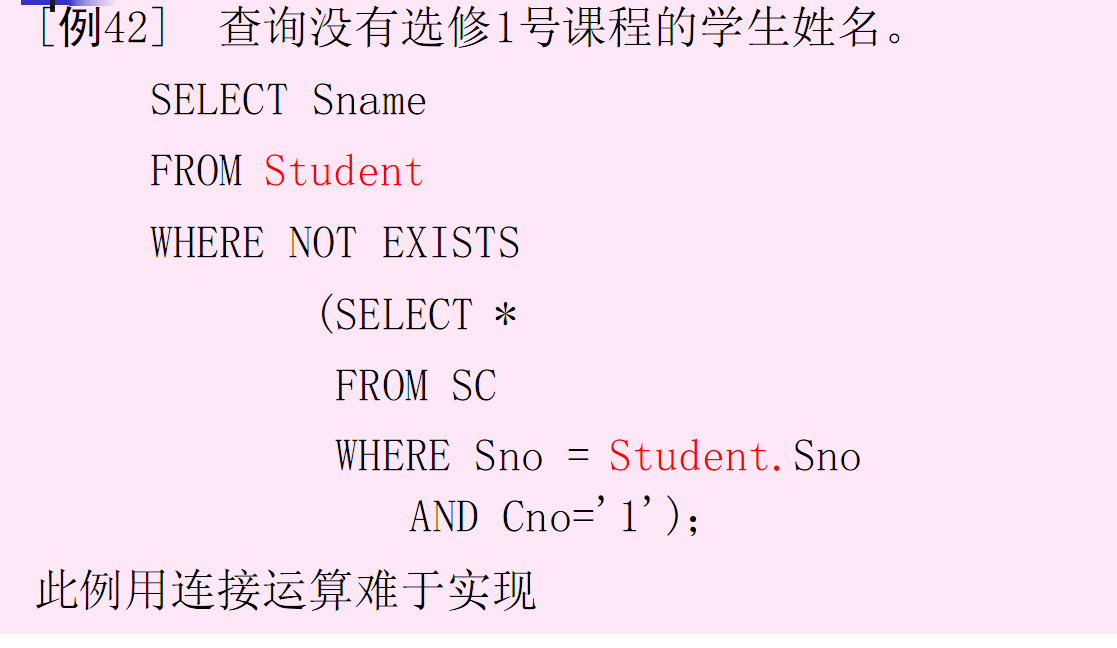 [例42]  查询没有选修1号课程的学生姓名。
SELECT Sname
FROM Student
WHERE NOT EXISTS
(SELECT *
FROM SC
WHERE Sno = Student.Sno
AND Cno='1');
此例用连接运算难于实现